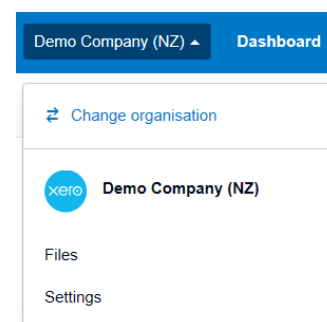 Demo Company (NZ) Dashboard
Change organisation
xero Demo Company (NZ)
Files
Settings